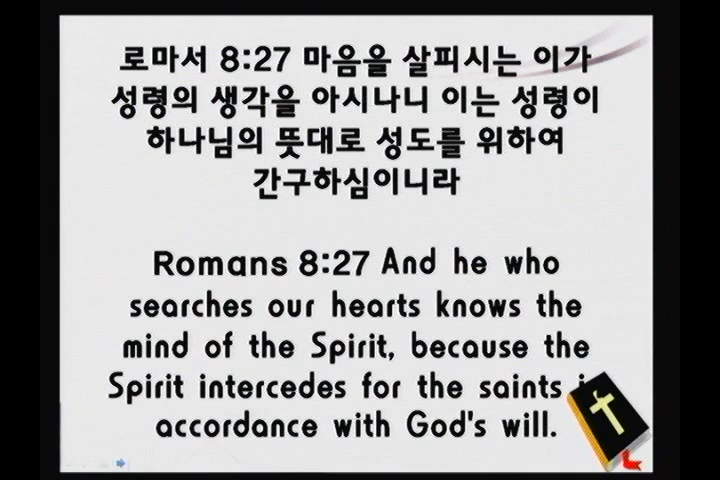 로마서 8:27 마음을 살피시는 이가
성령의 생각을 아시나니 이는 성령이
하나님의 뜻대로 성도를 위하여
간구하심이니라
Romans 8:27 And he who
searches our hearts knows the
mind of the Spirit, because the
Spirit intercedes for the saints
accordance with God's will.